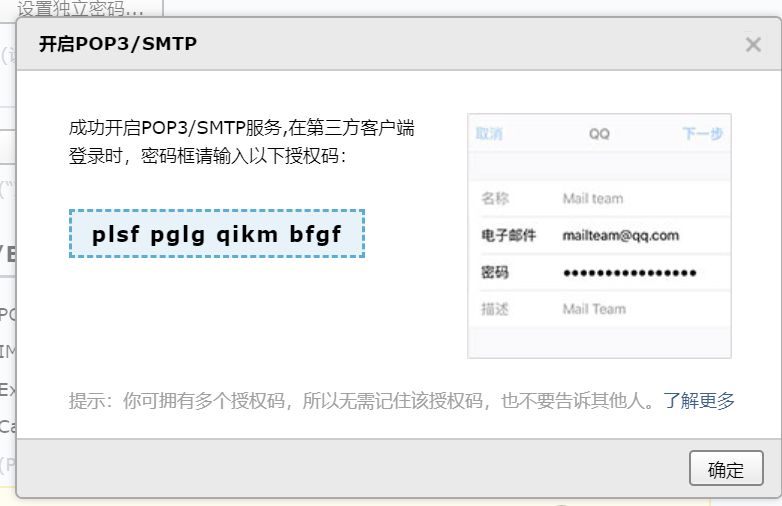 设置独立密码...
开启POP3/SMTP
成功开启POP3/SMTP服务,在第三方客户端
登录时，密码框请输入以下授权码：
plsf pglg qikm bfgf
取消 QQ 下一步
名称 Mail team
电子邮件 mailteam@qq.com
密码 ••••••••••••••••
描述 Mail Team
提示：你可拥有多个授权码，所以无需记住该授权码，也不要告诉其他人。了解更多
确定